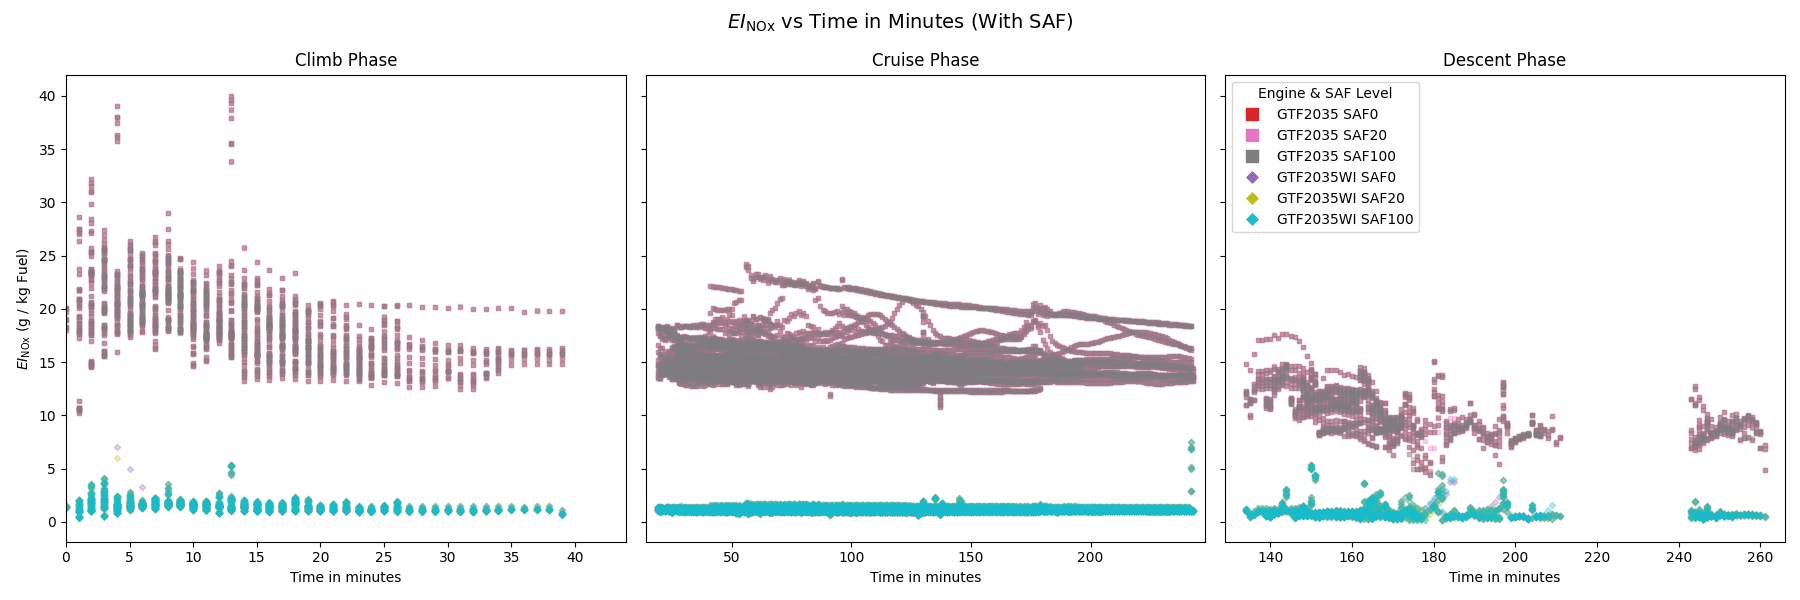 EI_NOx vs Time in Minutes (With SAF)
Climb Phase
Cruise Phase
Descent Phase
EI_NOx (g / kg Fuel)
40
35
30
25
20
15
10
5
0
0 5 10 15 20 25 30 35 40
50 100 150 200
140 160 180 200 220 240 260
Time in minutes
Time in minutes
Time in minutes
Engine & SAF Level
GTF2035 SAF0
GTF2035 SAF20
GTF2035 SAF100
GTF2035WI SAF0
GTF2035WI SAF20
GTF2035WI SAF100